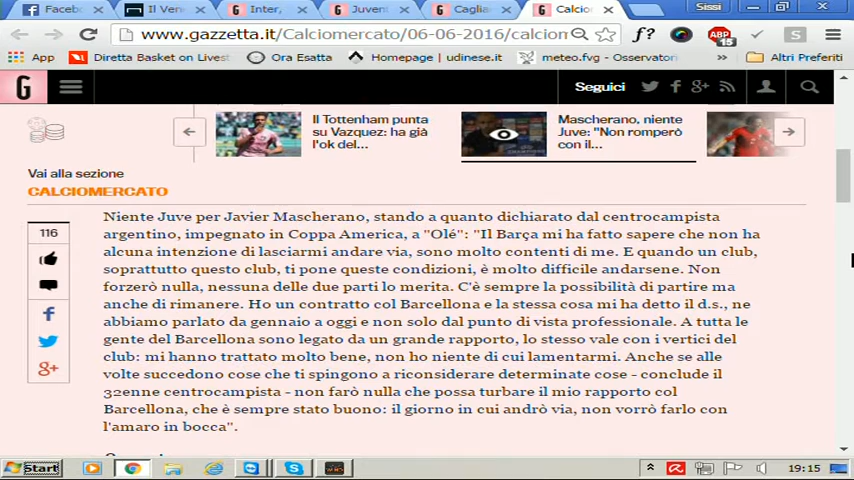 Faceb
Il Ven
Inter,
Juveni
Caglia
Calcio
Sissi
www.gazzetta.it/Calciomercato/06-06-2016/calcion
f?
ABP
15
S
App
Diretta Basket on Livest
Ora Esatta
Homepage | udinese.it
meteo.fvg - Osservatori
»
Altri Preferiti
G
Seguici
Il Tottenham punta
su Vazquez: ha già
l'ok del...
Mascherano, niente
Juve: "Non romperò
con il...
Vai alla sezione
CALCIOMERCATO
116
Niente Juve per Javier Mascherano, stando a quanto dichiarato dal centrocampista
argentino, impegnato in Coppa America, a "Olé": "Il Barça mi ha fatto sapere che non ha
alcuna intenzione di lasciarmi andare via, sono molto contenti di me. E quando un club,
soprattutto questo club, ti pone queste condizioni, è molto difficile andarsene. Non
forzerò nulla, nessuna delle due parti lo merita. C'è sempre la possibilità di partire ma
anche di rimanere. Ho un contratto col Barcellona e la stessa cosa mi ha detto il d.s., ne
abbiamo parlato da gennaio a oggi e non solo dal punto di vista professionale. A tutta le
gente del Barcellona sono legato da un grande rapporto, lo stesso vale con i vertici del
club: mi hanno trattato molto bene, non ho niente di cui lamentarmi. Anche se alle
volte succedono cose che ti spingono a riconsiderare determinate cose - conclude il
32enne centrocampista - non farò nulla che possa turbare il mio rapporto col
Barcellona, che è sempre stato buono: il giorno in cui andrò via, non vorrò farlo con
l'amaro in bocca".
Start
19:15